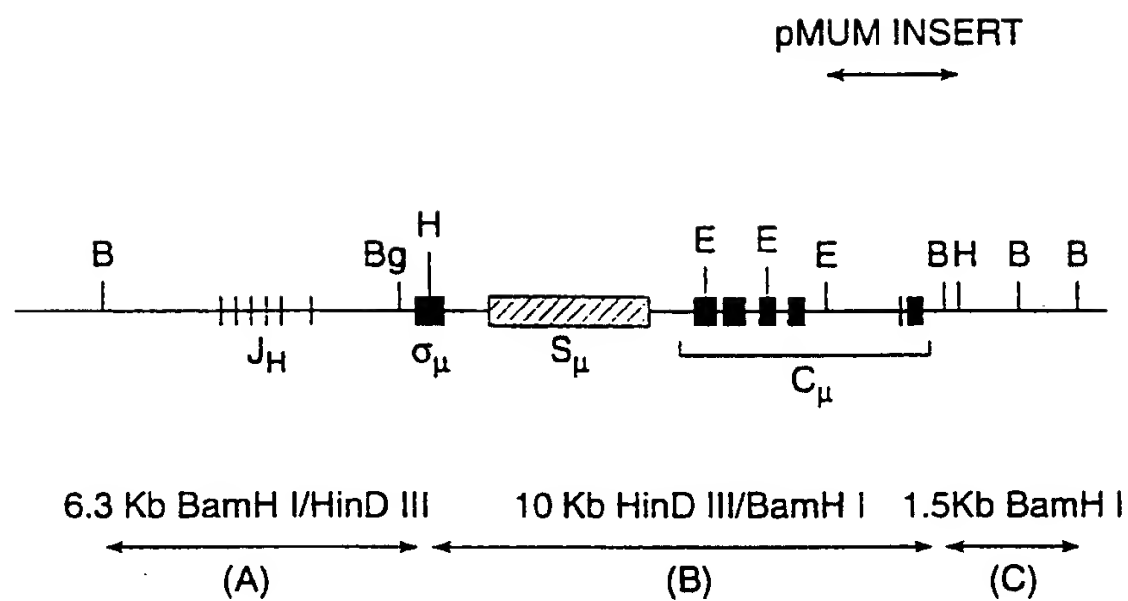 pMUM INSERT
B Bg H E E E B H B B
J_H σ_μ S_μ C_μ
6.3 Kb BamH I/HinD III 10 Kb HinD III/BamH I 1.5Kb BamH I
(A) (B) (C)